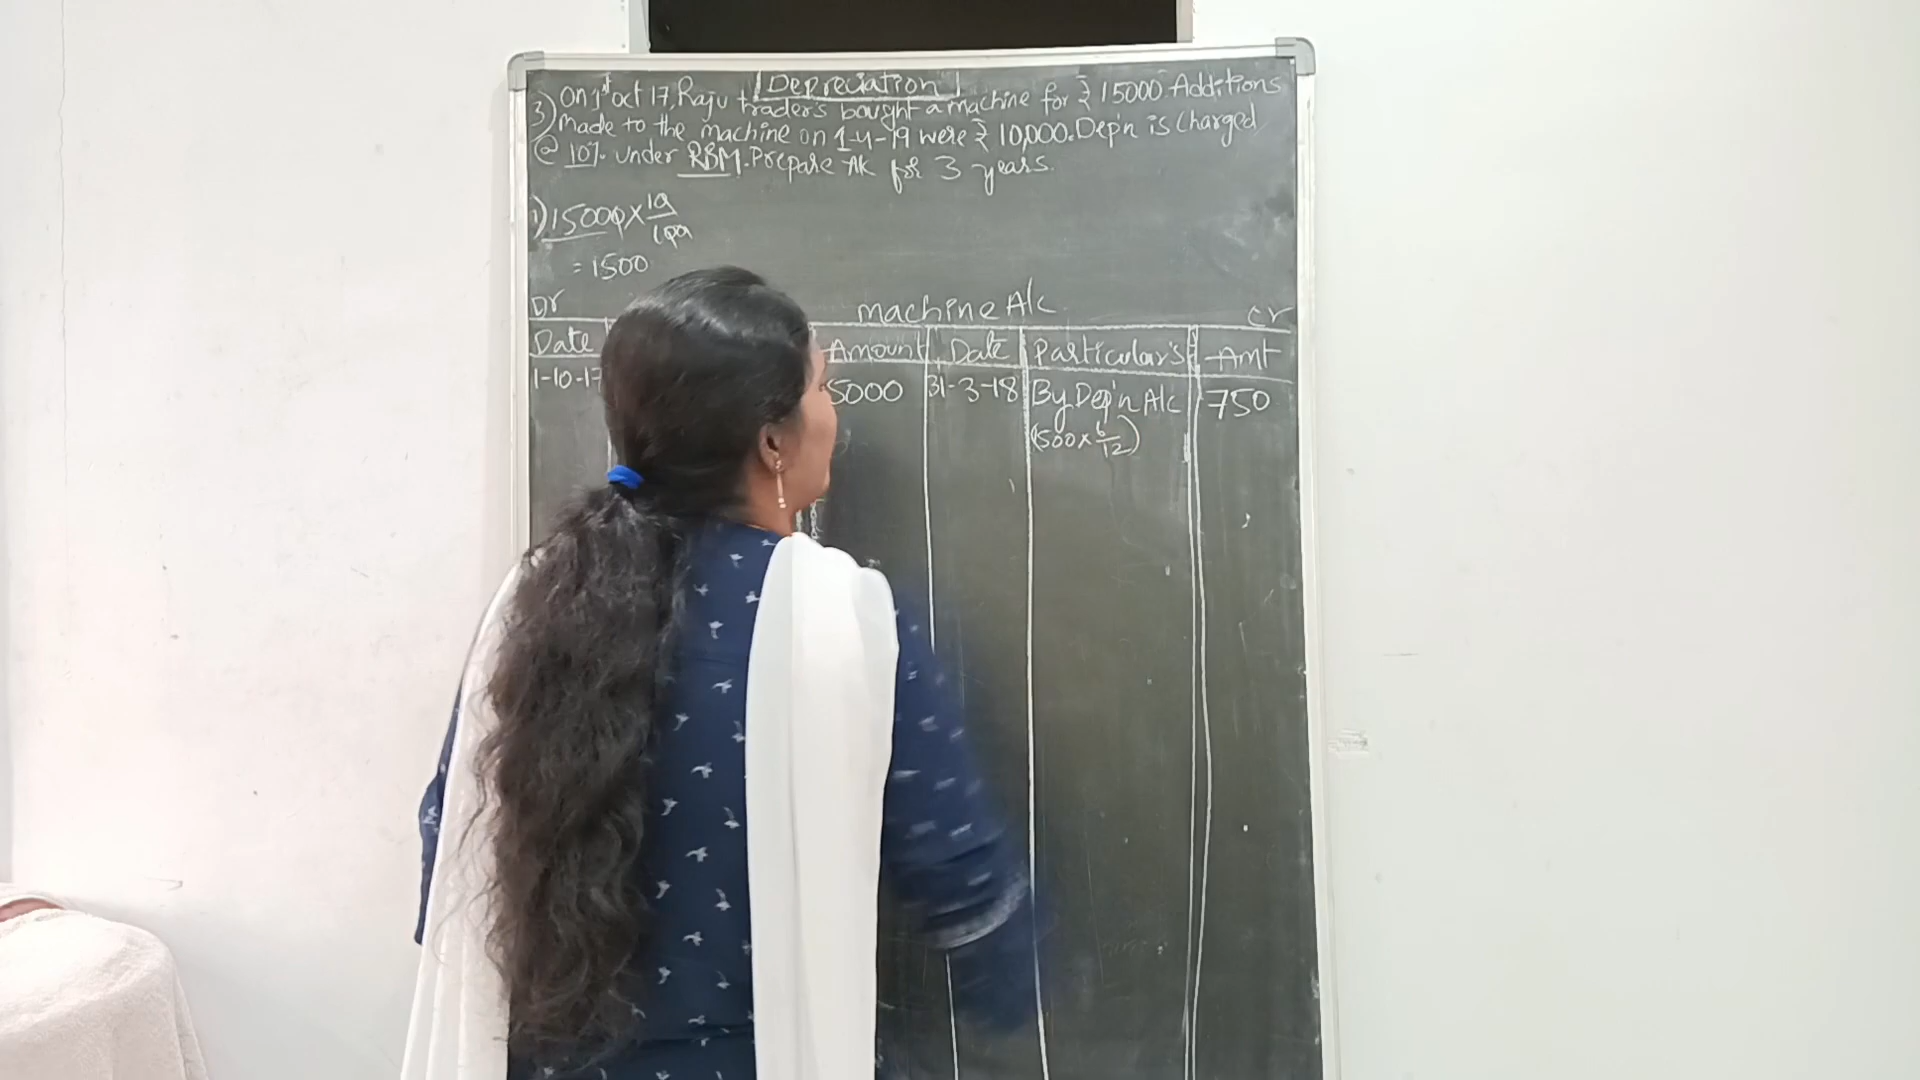 Depreciation
3) On 1st Oct 17, Raju traders bought a machine for ₹ 15000. Additions
made to the machine on 1-4-19 were ₹ 10,000. Dep'n is charged
@ 10% under RBM. Prepare A/c for 3 years.
1) 15000 × 10/100
= 1500
Dr machine A/c cr
Date Amount Date Particulars Amt
1-10-17 5000 31-3-18 By Dep'n A/c 750
(1500 × 6/12)